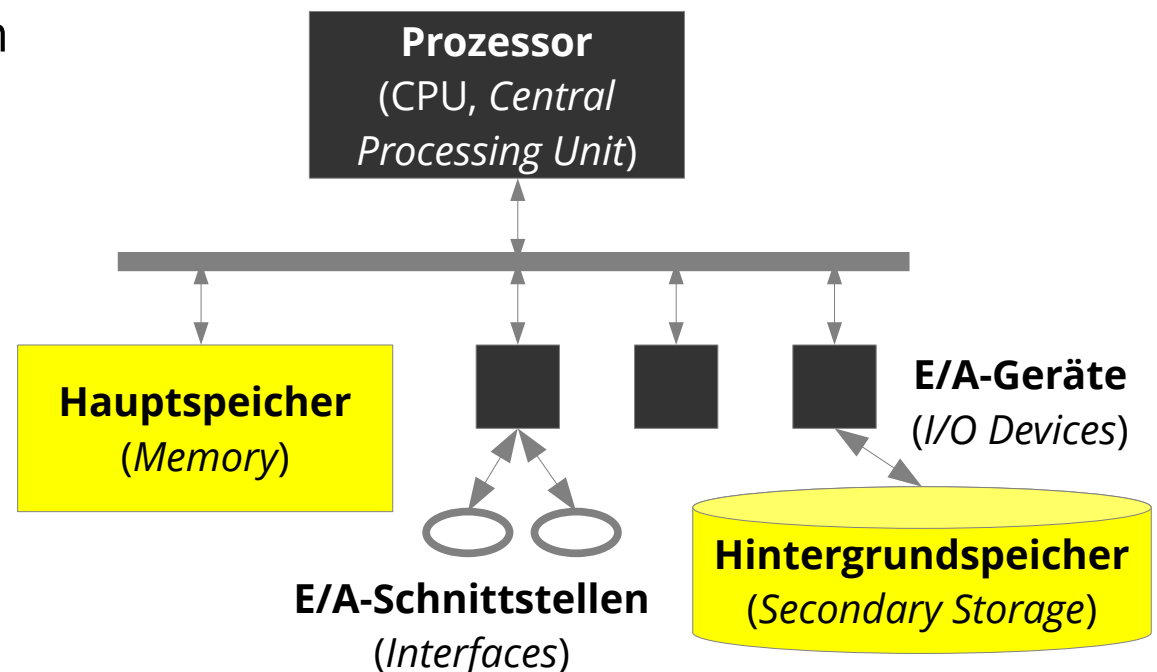 n
Prozessor
(CPU, Central
Processing Unit)
Hauptspeicher
(Memory)
E/A-Geräte
(I/O Devices)
E/A-Schnittstellen
(Interfaces)
Hintergrundspeicher
(Secondary Storage)